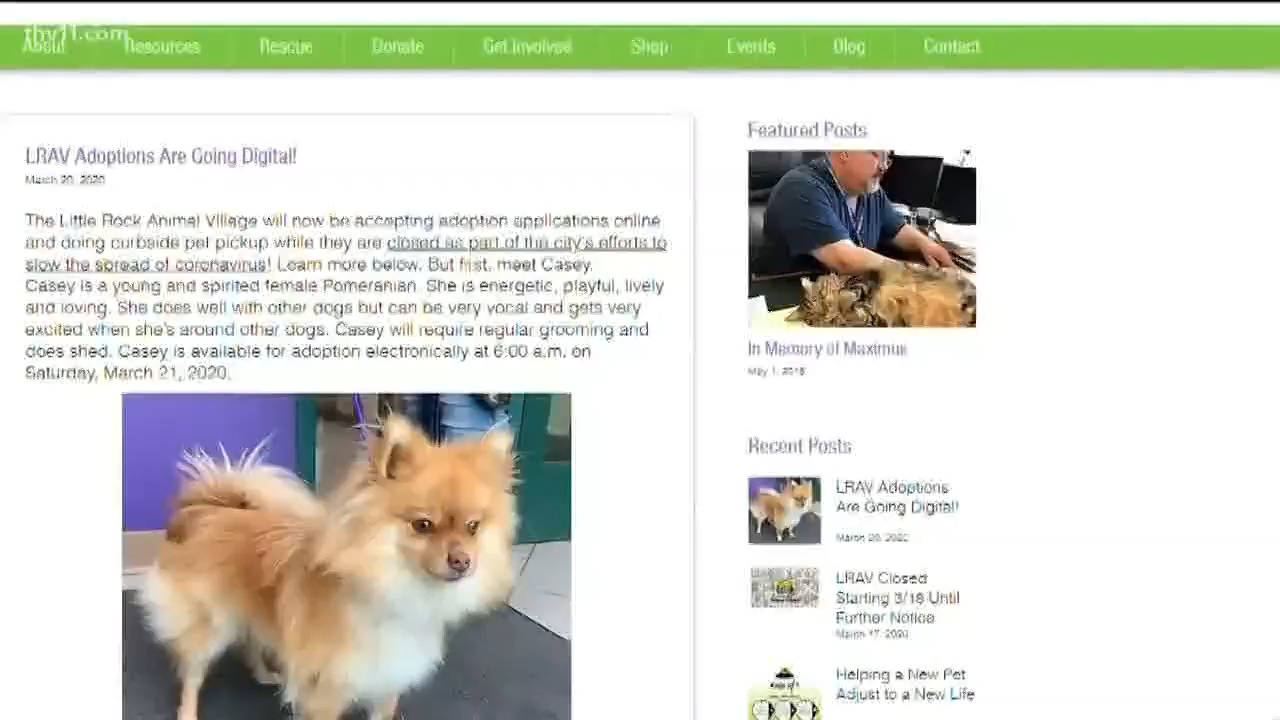 thv11.com
About Resources Rescue Donate Get Involved Shop Events Blog Contact
LRAV Adoptions Are Going Digital!
March 20, 2020
The Little Rock Animal Village will now be accepting adoption applications online
and doing curbside pet pickup while they are closed as part of the city's efforts to
slow the spread of coronavirus! Learn more below. But first, meet Casey.
Casey is a young and spirited female Pomeranian. She is energetic, playful, lively
and loving. She does well with other dogs but can be very vocal and gets very
excited when she's around other dogs. Casey will require regular grooming and
does shed. Casey is available for adoption electronically at 6:00 a.m. on
Saturday, March 21, 2020.
Featured Posts
In Memory of Maximus
May 1, 2018
Recent Posts
LRAV Adoptions
Are Going Digital!
March 20, 2020
LRAV Closed
Starting 3/18 Until
Further Notice
March 17, 2020
Helping a New Pet
Adjust to a New Life